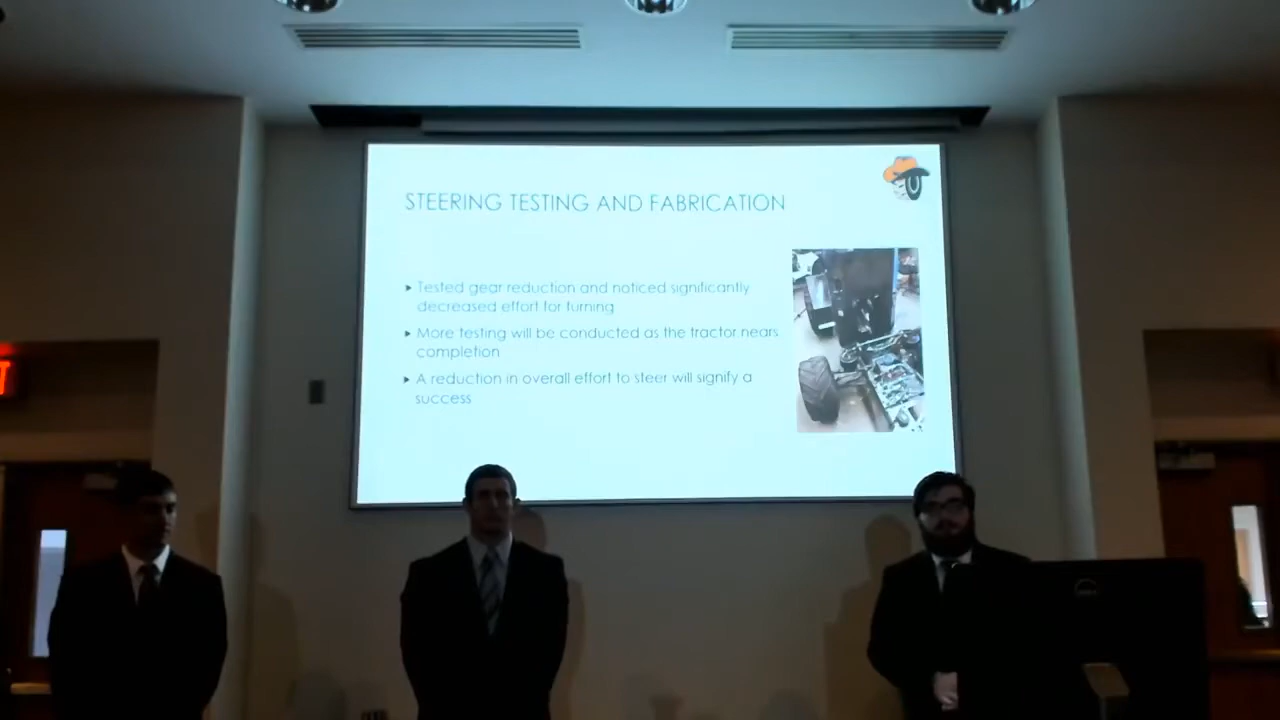 STEERING TESTING AND FABRICATION
Tested gear reduction and noticed significantly
decreased effort for turning
More testing will be conducted as the tractor nears
completion
A reduction in overall effort to steer will signify a
success